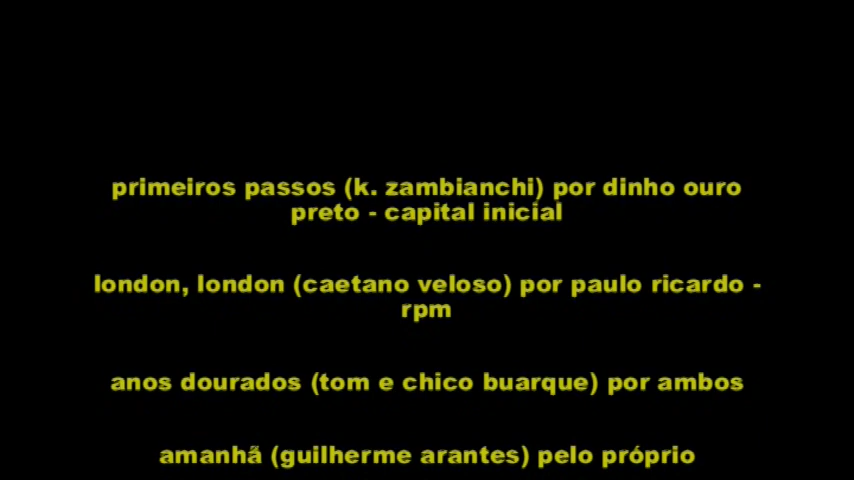 primeiros passos (k. zambianchi) por dinho ouro
preto - capital inicial
london, london (caetano veloso) por paulo ricardo -
rpm
anos dourados (tom e chico buarque) por ambos
amanhã (guilherme arantes) pelo próprio